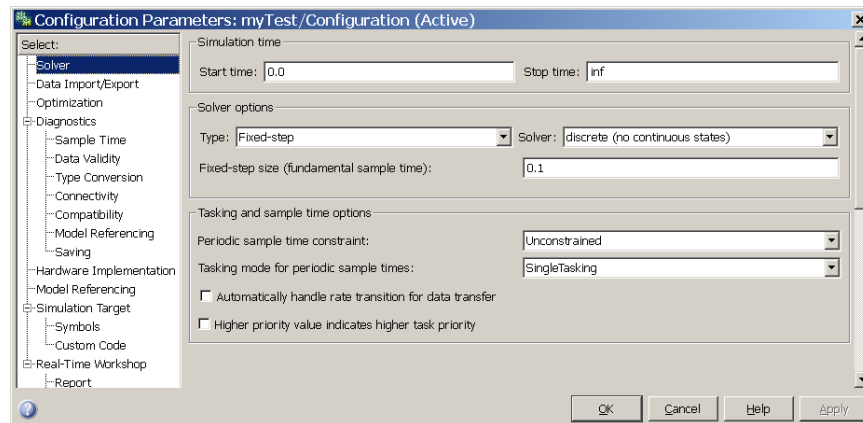 Configuration Parameters: myTest/Configuration (Active)
Select:
Solver
Data Import/Export
Optimization
Diagnostics
Sample Time
Data Validity
Type Conversion
Connectivity
Compatibility
Model Referencing
Saving
Hardware Implementation
Model Referencing
Simulation Target
Symbols
Custom Code
Real-Time Workshop
Report
Simulation time
Start time: 0.0 Stop time: inf
Solver options
Type: Fixed-step Solver: discrete (no continuous states)
Fixed-step size (fundamental sample time): 0.1
Tasking and sample time options
Periodic sample time constraint: Unconstrained
Tasking mode for periodic sample times: SingleTasking
Automatically handle rate transition for data transfer
Higher priority value indicates higher task priority
OK Cancel Help Apply